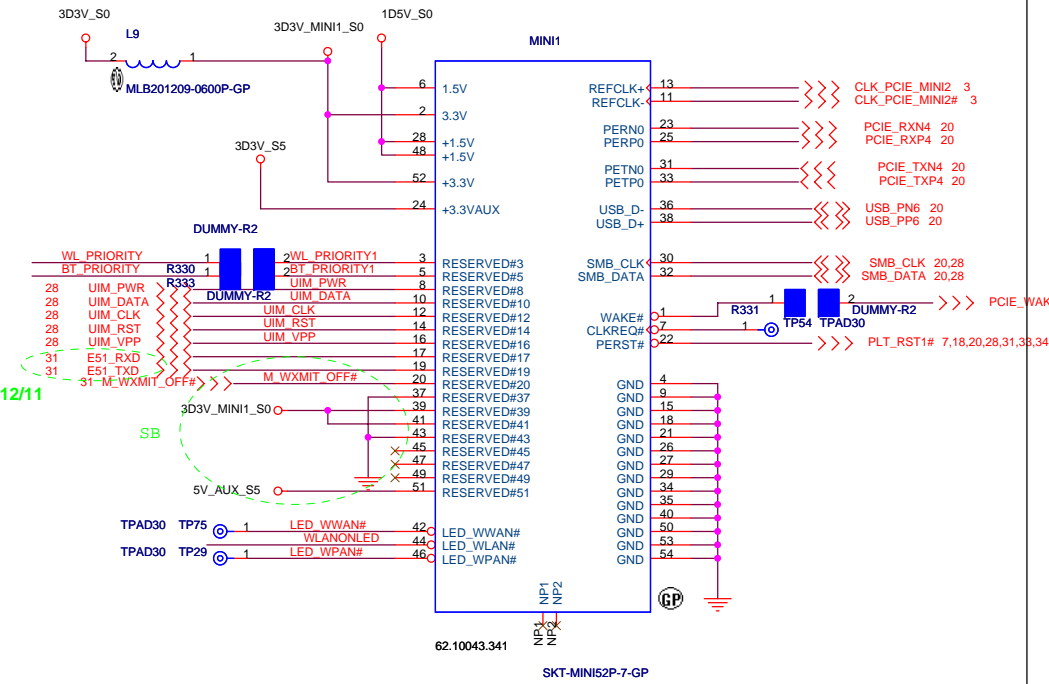 3D3V_S0
1D5V_S0
L9
3D3V_MINI1_S0
MINI1
2 1
MLB201209-0600P-GP
6 1.5V
REFCLK+ 13 CLK_PCIE_MINI2 3
REFCLK- 11 CLK_PCIE_MINI2# 3
2 3.3V
PERN0 23 PCIE_RXN4 20
28 +1.5V
PERP0 25 PCIE_RXP4 20
48 +1.5V
3D3V_S5
PETN0 31 PCIE_TXN4 20
52 +3.3V
PETP0 33 PCIE_TXP4 20
24 +3.3VAUX
USB_D- 36 USB_PN6 20
USB_D+ 38 USB_PP6 20
DUMMY-R2
WL_PRIORITY 1 2 WL_PRIORITY1 3 RESERVED#3
SMB_CLK 30 SMB_CLK 20,28
BT_PRIORITY R330 1 2 BT_PRIORITY1 5 RESERVED#5
SMB_DATA 32 SMB_DATA 20,28
R333
28 UIM_PWR UIM_PWR 8 RESERVED#8
DUMMY-R2
28 UIM_DATA UIM_DATA 10 RESERVED#10
R331 1 2 DUMMY-R2 PCIE_WAK
28 UIM_CLK UIM_CLK 12 RESERVED#12
WAKE# 1
TP54 TPAD30
28 UIM_RST UIM_RST 14 RESERVED#14
CLKREQ# 7 1
28 UIM_VPP UIM_VPP 16 RESERVED#16
PERST# 22 PLT_RST1# 7,18,20,28,31,33,34
31 E51_RXD 17 RESERVED#17
31 E51_TXD 19 RESERVED#19
31 M_WXMIT_OFF# M_WXMIT_OFF# 20 RESERVED#20
GND 4
12/11
37 RESERVED#37
GND 9
3D3V_MINI1_S0 39 RESERVED#39
GND 15
41 RESERVED#41
GND 18
SB
43 RESERVED#43
GND 21
45 RESERVED#45
GND 26
47 RESERVED#47
GND 27
49 RESERVED#49
GND 29
5V_AUX_S5 51 RESERVED#51
GND 34
GND 35
GND 40
TPAD30 TP75 1 LED_WWAN# 42 LED_WWAN#
GND 50
WLANONLED 44 LED_WLAN#
GND 53
TPAD30 TP29 1 LED_WPAN# 46 LED_WPAN#
GND 54
NP1
NP2
GP
NP1
NP2
62.10043.341
SKT-MINI52P-7-GP